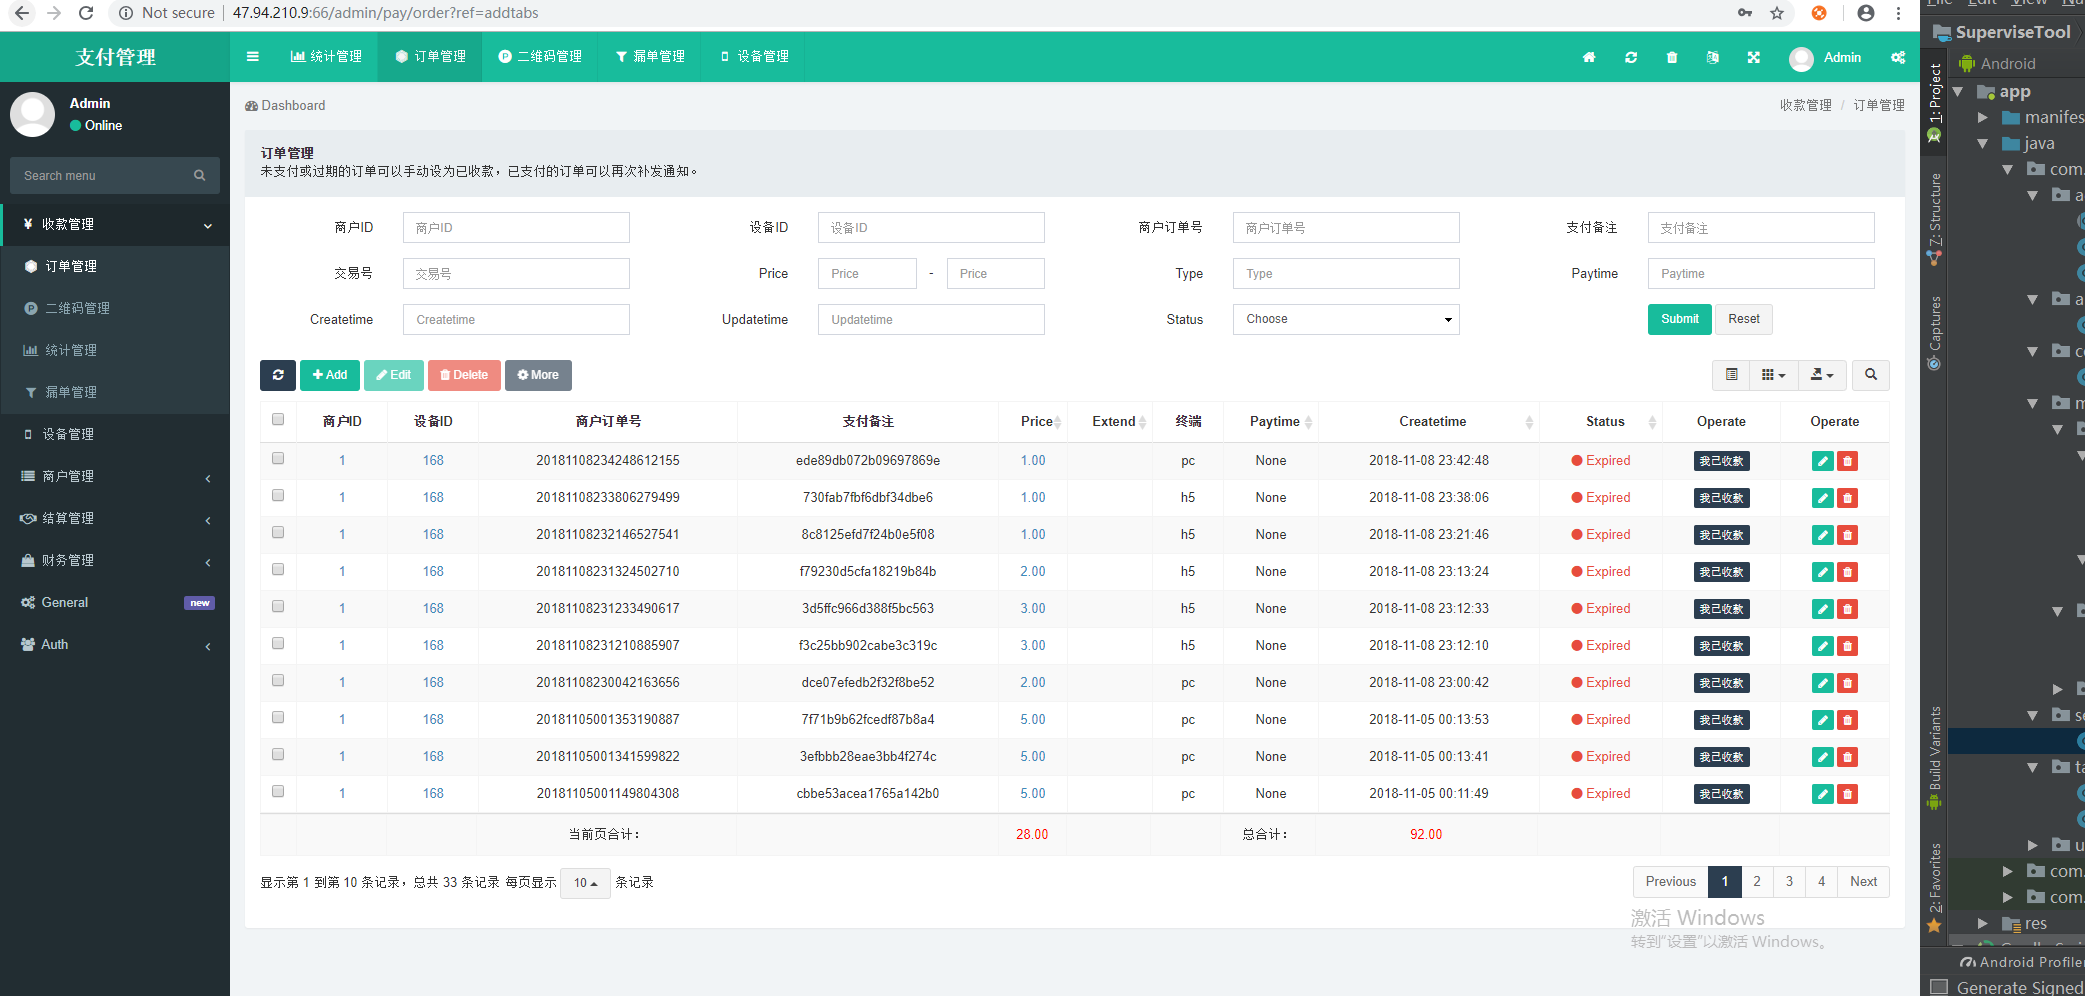 Not secure | 47.94.210.9:66/admin/pay/order?ref=addtabs
支付管理
统计管理 订单管理 二维码管理 漏单管理 设备管理 Admin
Admin
Online
Search menu
收款管理
订单管理
二维码管理
统计管理
漏单管理
设备管理
商户管理
结算管理
财务管理
General new
Auth
Dashboard 收款管理 / 订单管理
订单管理
未支付或过期的订单可以手动设为已收款，已支付的订单可以再次补发通知。
商户ID 商户ID 设备ID 设备ID 商户订单号 商户订单号 支付备注 支付备注
交易号 交易号 Price Price - Price Type Type Paytime Paytime
Createtime Createtime Updatetime Updatetime Status Choose Submit Reset
Add Edit Delete More
商户ID 设备ID 商户订单号 支付备注 Price Extend 终端 Paytime Createtime Status Operate Operate
1 168 20181108234248612155 ede89db072b09697869e 1.00 pc None 2018-11-08 23:42:48 Expired 我已收款
1 168 20181108233806279499 730fab7fbf6dbf34dbe6 1.00 h5 None 2018-11-08 23:38:06 Expired 我已收款
1 168 20181108232146527541 8c8125efd7f24b0e5f08 1.00 h5 None 2018-11-08 23:21:46 Expired 我已收款
1 168 20181108231324502710 f79230d5cfa18219b84b 2.00 h5 None 2018-11-08 23:13:24 Expired 我已收款
1 168 20181108231233490617 3d5ffc966d388f5bc563 3.00 h5 None 2018-11-08 23:12:33 Expired 我已收款
1 168 20181108231210885907 f3c25bb902cabe3c319c 3.00 h5 None 2018-11-08 23:12:10 Expired 我已收款
1 168 20181108230042163656 dce07efedb2f32f8be52 2.00 pc None 2018-11-08 23:00:42 Expired 我已收款
1 168 20181105001353190887 7f71b9b62fcedf87b8a4 5.00 pc None 2018-11-05 00:13:53 Expired 我已收款
1 168 20181105001341599822 3efbbb28eae3bb4f274c 5.00 pc None 2018-11-05 00:13:41 Expired 我已收款
1 168 20181105001149804308 cbbe53acea1765a142b0 5.00 pc None 2018-11-05 00:11:49 Expired 我已收款
当前页合计： 28.00 总合计： 92.00
显示第 1 到第 10 条记录，总共 33 条记录 每页显示 10 条记录
Previous 1 2 3 4 Next
激活 Windows
转到“设置”以激活 Windows。
SuperviseTool
Android
app
manifes
java
com.
res
com.
com.
Android Profiler
Generate Signed
1: Project
7: Structure
Captures
Build Variants
2: Favorites